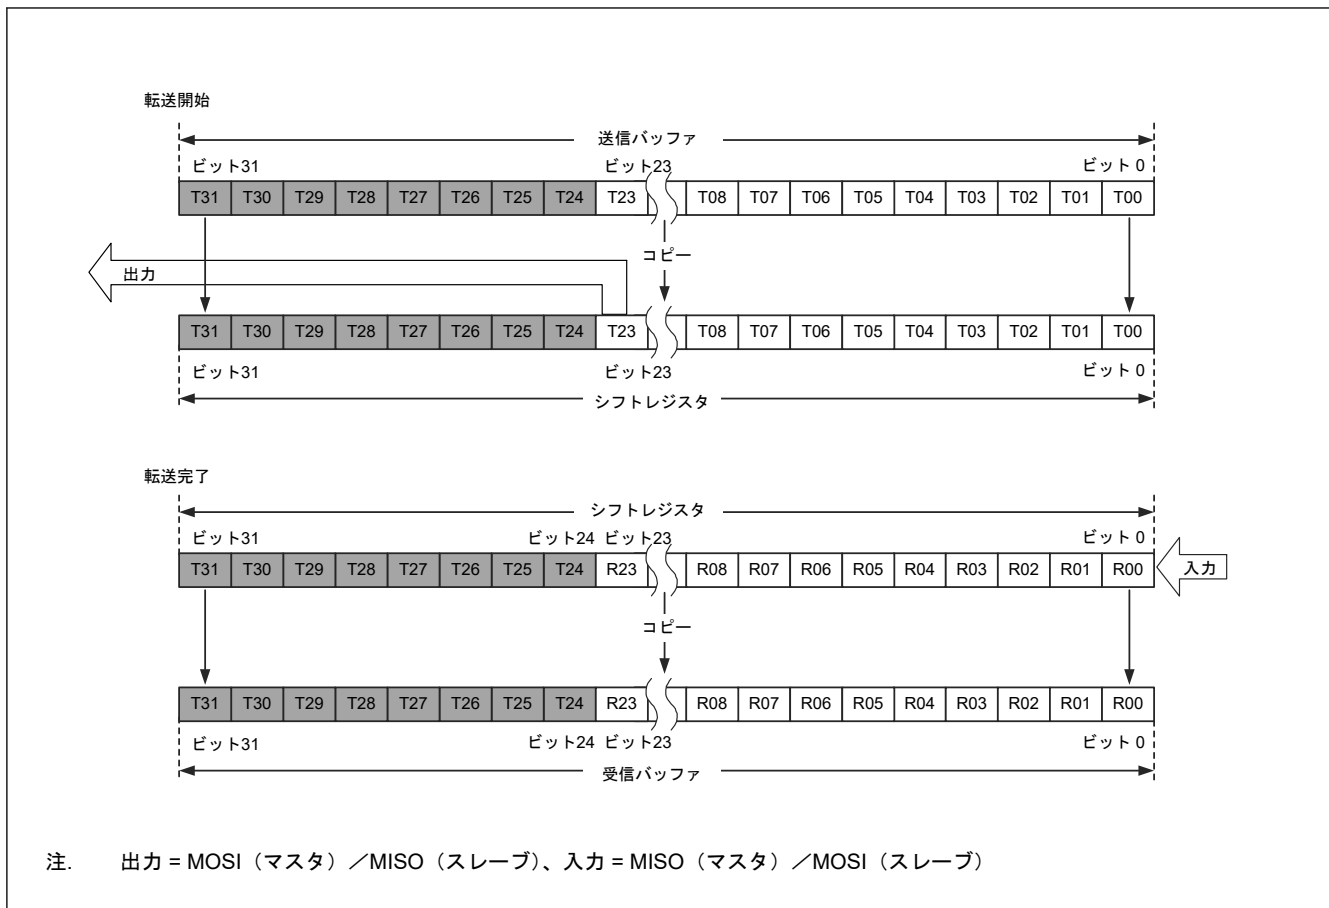 転送開始
送信バッファ
ビット31 ビット23 ビット 0
T31 T30 T29 T28 T27 T26 T25 T24 T23 T08 T07 T06 T05 T04 T03 T02 T01 T00
コピー
出力
T31 T30 T29 T28 T27 T26 T25 T24 T23 T08 T07 T06 T05 T04 T03 T02 T01 T00
ビット31 ビット23 ビット 0
シフトレジスタ
転送完了
シフトレジスタ
ビット31 ビット24 ビット23 ビット 0
T31 T30 T29 T28 T27 T26 T25 T24 R23 R08 R07 R06 R05 R04 R03 R02 R01 R00
入力
コピー
T31 T30 T29 T28 T27 T26 T25 T24 R23 R08 R07 R06 R05 R04 R03 R02 R01 R00
ビット31 ビット24 ビット23 ビット 0
受信バッファ
注. 出力 = MOSI（マスタ）／MISO（スレーブ）、入力 = MISO（マスタ）／MOSI（スレーブ）